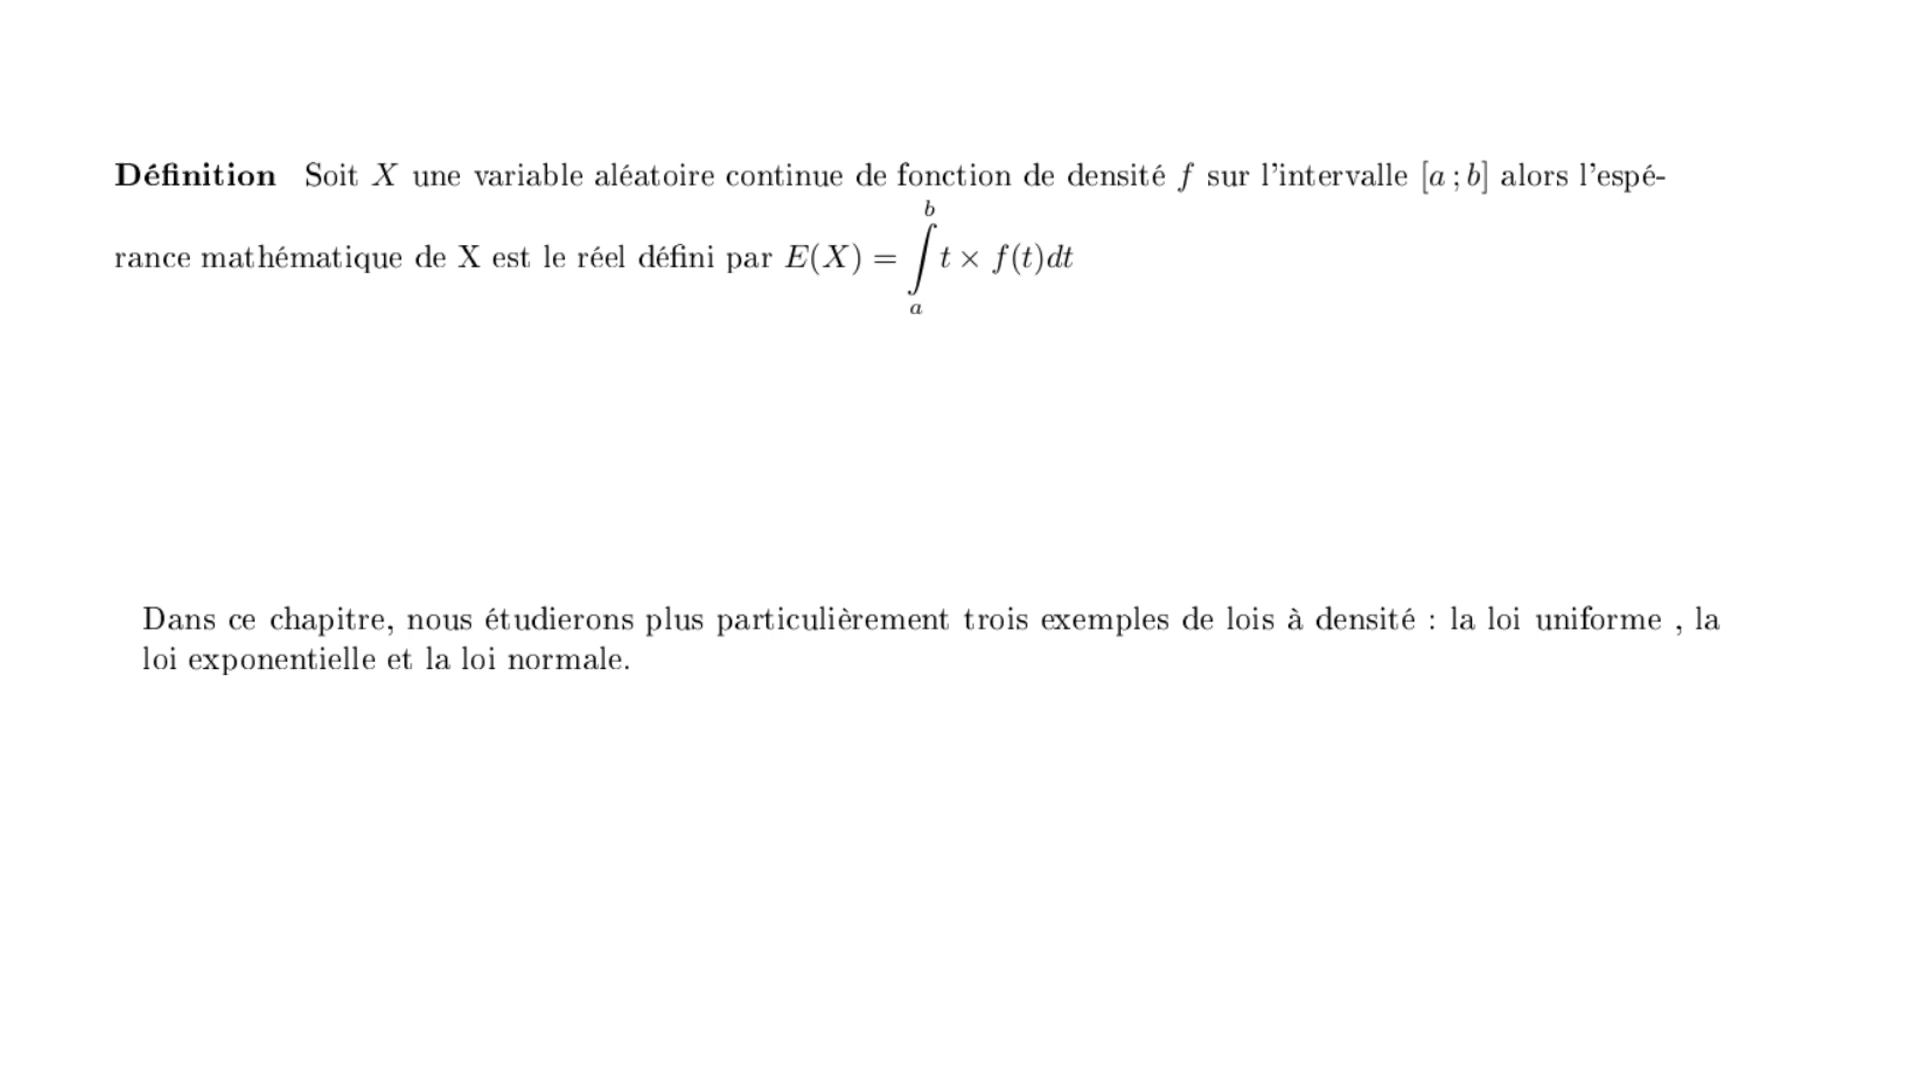 Définition Soit X une variable aléatoire continue de fonction de densité f sur l'intervalle [a ; b] alors l'espé-
rance mathématique de X est le réel défini par E(X) = ∫_a^b t × f(t)dt
Dans ce chapitre, nous étudierons plus particulièrement trois exemples de lois à densité : la loi uniforme , la
loi exponentielle et la loi normale.